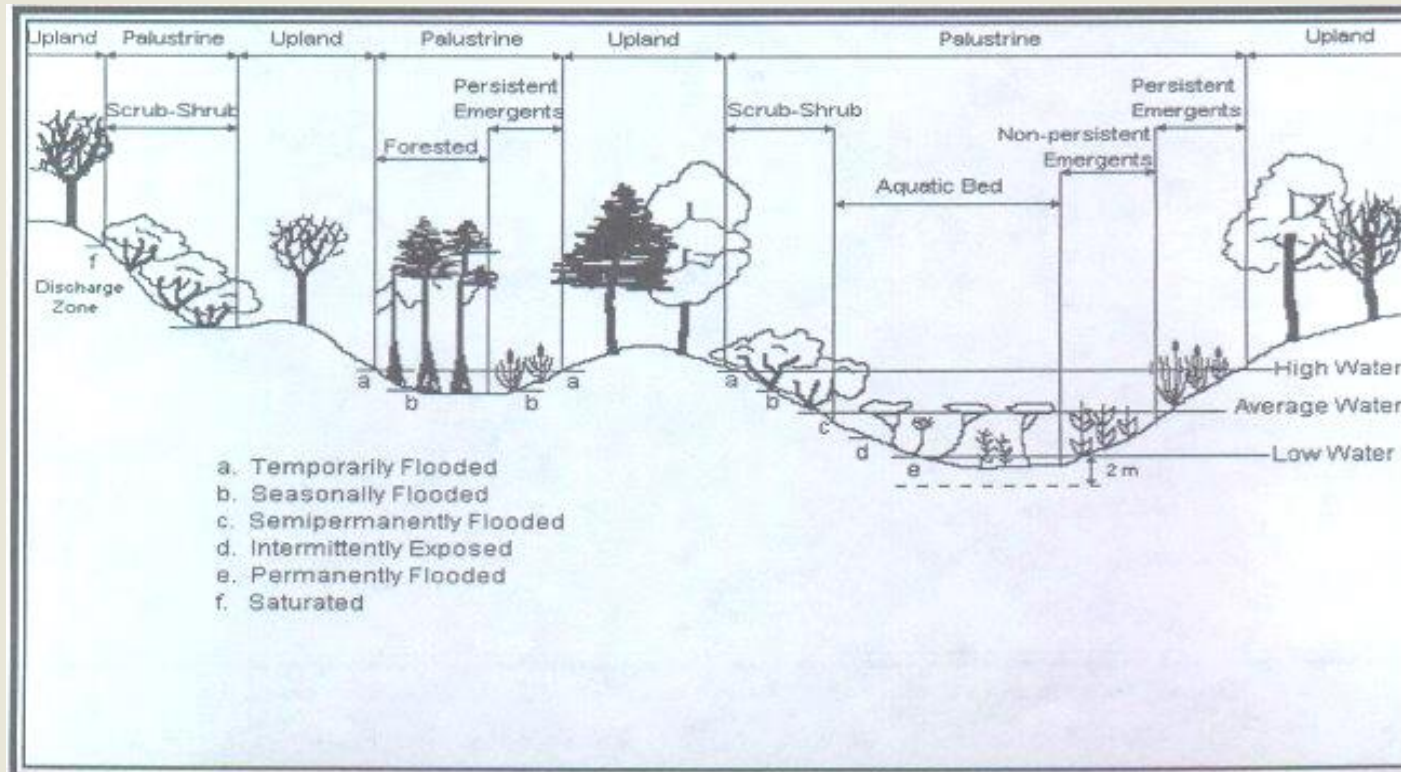 Upland Palustrine Upland Palustrine Upland Palustrine Upland
Scrub-Shrub
Forested
Persistent
Emergents
Scrub-Shrub
Aquatic Bed
Non-persistent
Emergents
Persistent
Emergents
f
Discharge
Zone
a
b
b
a
a
b
c
d
e
High Water
Average Water
Low Water
2 m
a. Temporarily Flooded
b. Seasonally Flooded
c. Semipermanently Flooded
d. Intermittently Exposed
e. Permanently Flooded
f. Saturated